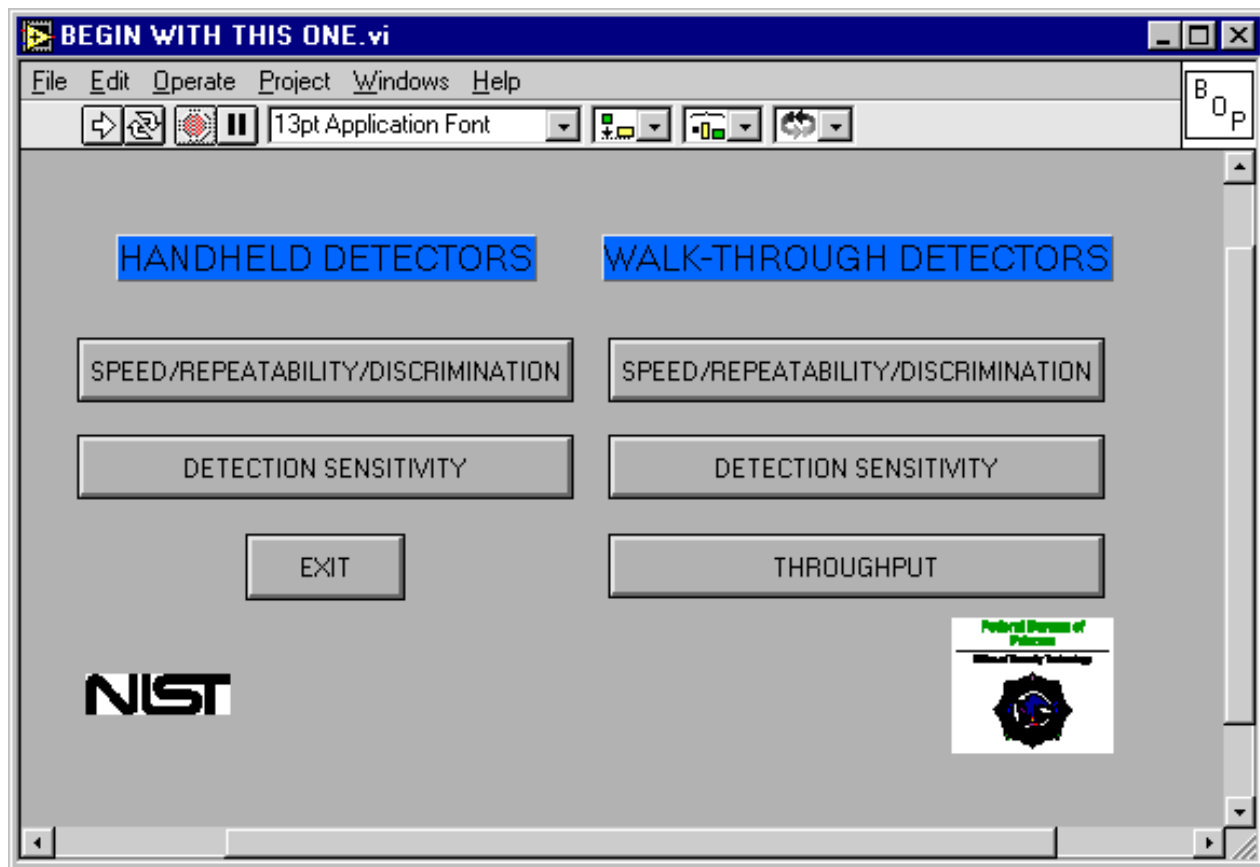 BEGIN WITH THIS ONE.vi
File Edit Operate Project Windows Help
BOP
13pt Application Font
HANDHELD DETECTORS
WALK-THROUGH DETECTORS
SPEED/REPEATABILITY/DISCRIMINATION
SPEED/REPEATABILITY/DISCRIMINATION
DETECTION SENSITIVITY
DETECTION SENSITIVITY
EXIT
THROUGHPUT
Federal Bureau of
Prisons
NIST